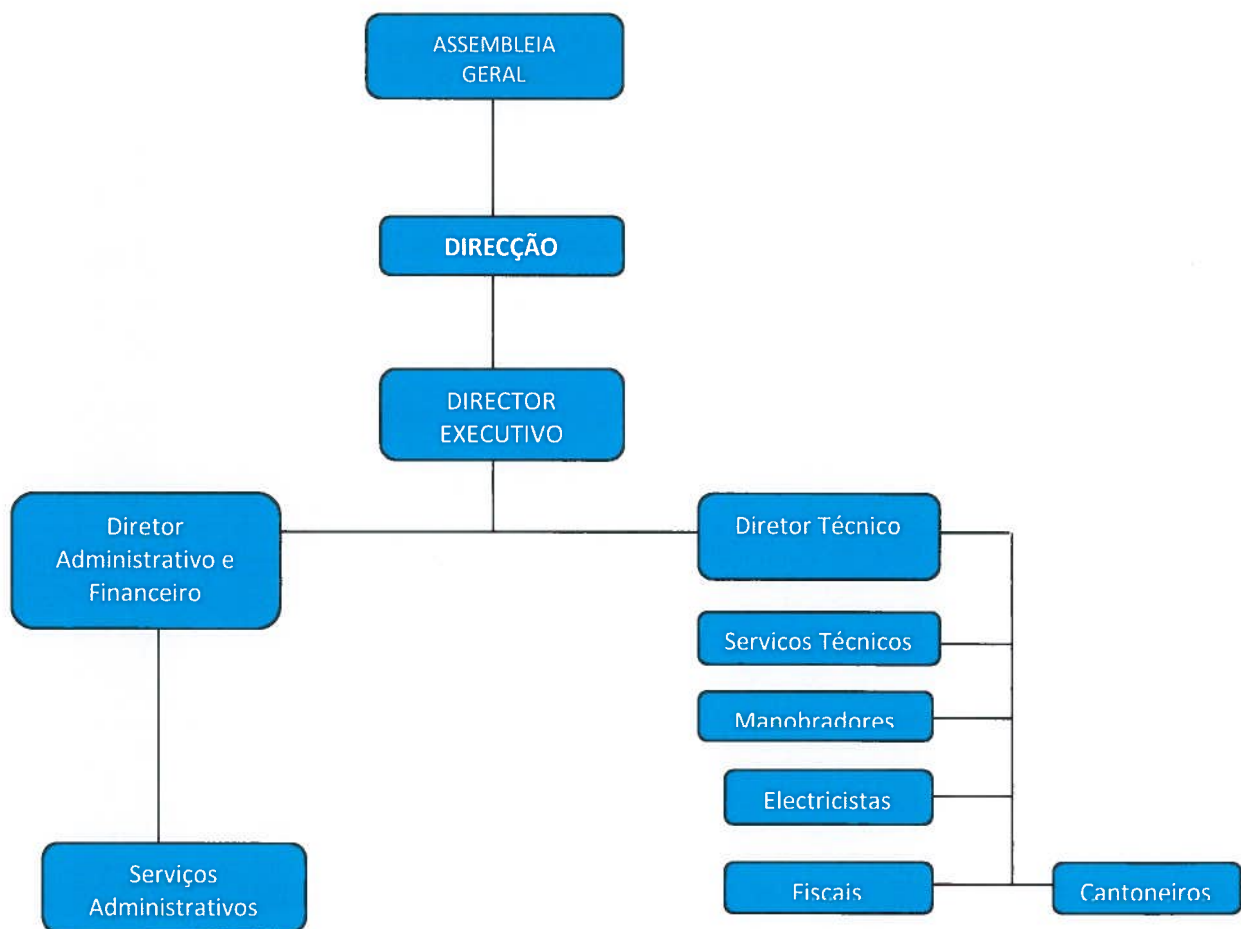 ASSEMBLEIA
GERAL
DIRECÇÃO
DIRECTOR
EXECUTIVO
Diretor
Administrativo e
Financeiro
Diretor Técnico
Servicos Técnicos
Manobradores
Electricistas
Serviços
Administrativos
Fiscais
Cantoneiros